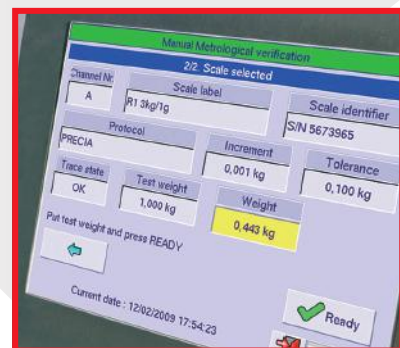 Manual Metrological verification
2/2. Scale selected
Channel Nr. Scale label Scale identifier
A R1 3kg/1g S/N 5673965
Protocol Increment Tolerance
PRECIA 0,001 kg 0,100 kg
Trace state Test weight Weight
OK 1,000 kg 0,443 kg
Put test weight and press READY
Ready
Current date : 12/02/2009 17:54:23